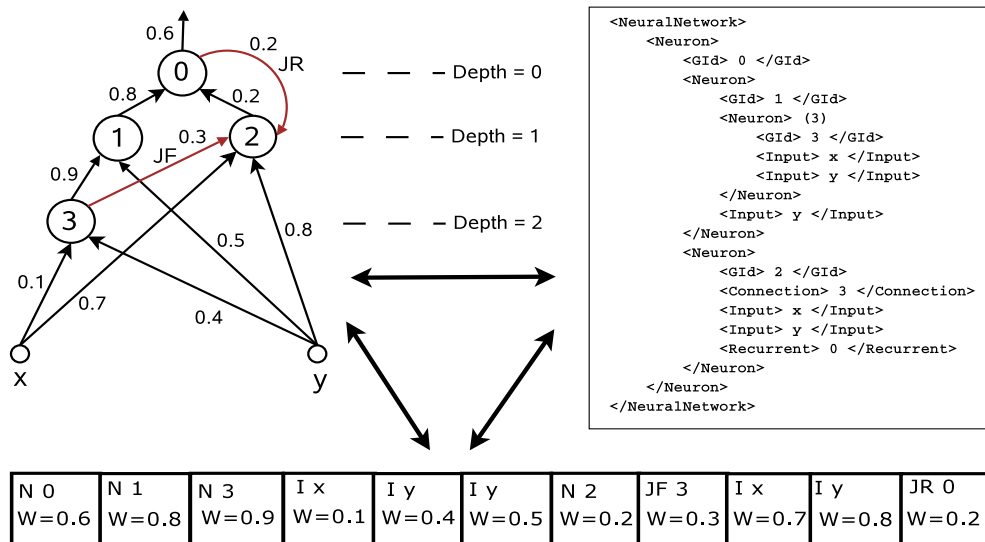 0.6
0.2
JR
0
0.8
0.2
Depth = 0
1
2
0.3
JF
Depth = 1
0.9
3
Depth = 2
0.1
0.7
0.5
0.8
0.4
x
y
<NeuralNetwork>
<Neuron>
<GId> 0 </GId>
<Neuron>
<GId> 1 </GId>
<Neuron> (3)
<GId> 3 </GId>
<Input> x </Input>
<Input> y </Input>
</Neuron>
<Input> y </Input>
</Neuron>
<Neuron>
<GId> 2 </GId>
<Connection> 3 </Connection>
<Input> x </Input>
<Input> y </Input>
<Recurrent> 0 </Recurrent>
</Neuron>
</Neuron>
</NeuralNetwork>
N 0 N 1 N 3 I x I y I y N 2 JF 3 I x I y JR 0
W=0.6 W=0.8 W=0.9 W=0.1 W=0.4 W=0.5 W=0.2 W=0.3 W=0.7 W=0.8 W=0.2